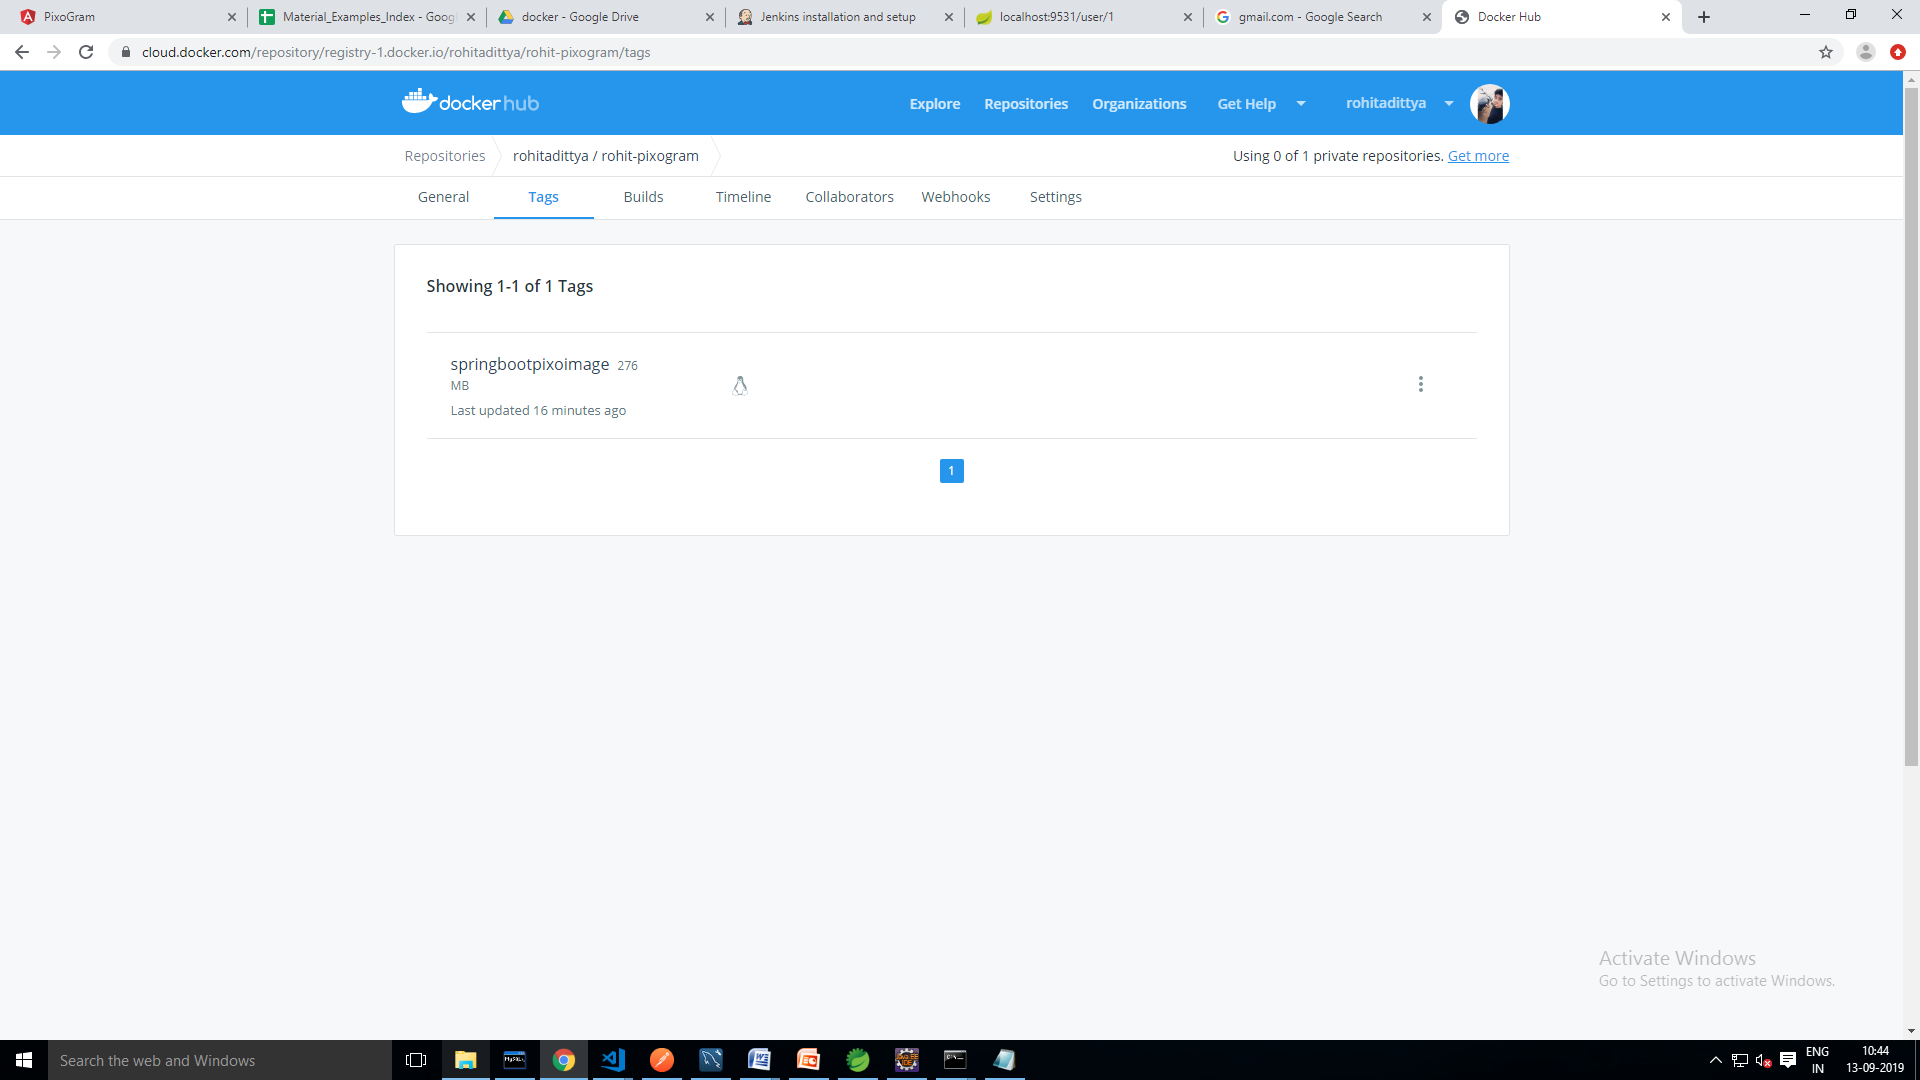 PixoGram
Material_Examples_Index - Goog
docker - Google Drive
Jenkins installation and setup
localhost:9531/user/1
gmail.com - Google Search
Docker Hub
cloud.docker.com/repository/registry-1.docker.io/rohitadittya/rohit-pixogram/tags
dockerhub
Explore
Repositories
Organizations
Get Help
rohitadittya
Repositories
rohitadittya / rohit-pixogram
Using 0 of 1 private repositories. Get more
General
Tags
Builds
Timeline
Collaborators
Webhooks
Settings
Showing 1-1 of 1 Tags
springbootpixoimage 276
MB
Last updated 16 minutes ago
1
Activate Windows
Go to Settings to activate Windows.
Search the web and Windows
ENG
IN
10:44
13-09-2019